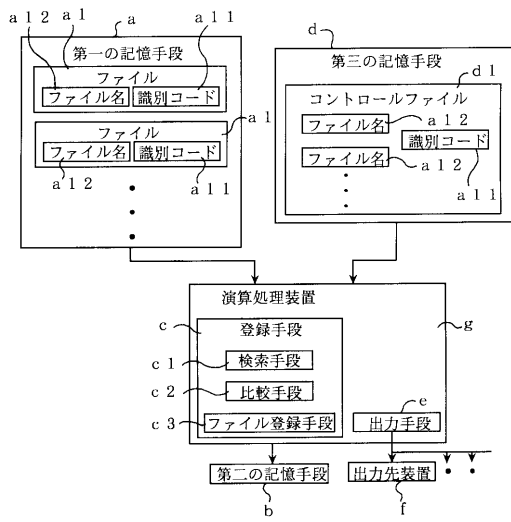 a12
a1
a
a11
第一の記憶手段
ファイル
ファイル名
識別コード
ファイル
ファイル名
識別コード
a1
a12
a11
d
d1
第三の記憶手段
コントロールファイル
ファイル名
a12
識別コード
ファイル名
a12
a11
演算処理装置
c
登録手段
g
c1
検索手段
c2
比較手段
e
c3
ファイル登録手段
出力手段
第二の記憶手段
出力先装置
b
f